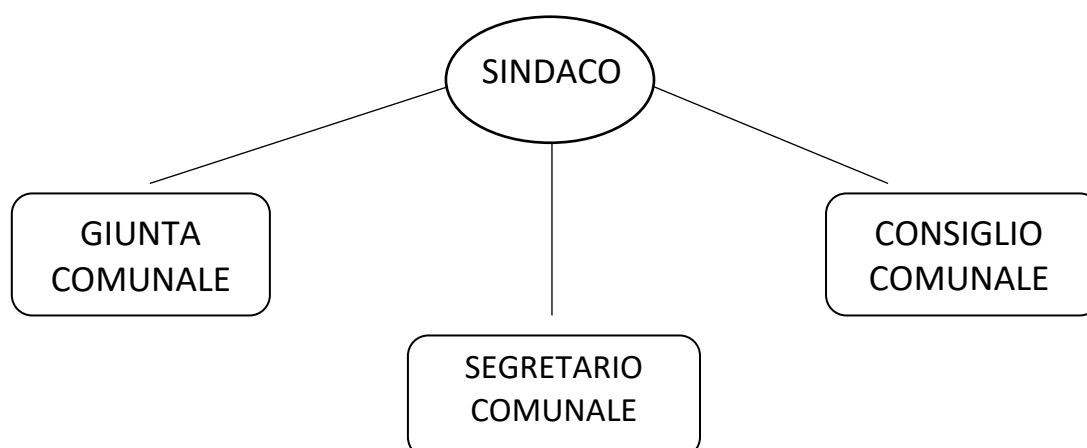 SINDACO
GIUNTA
COMUNALE
CONSIGLIO
COMUNALE
SEGRETARIO
COMUNALE